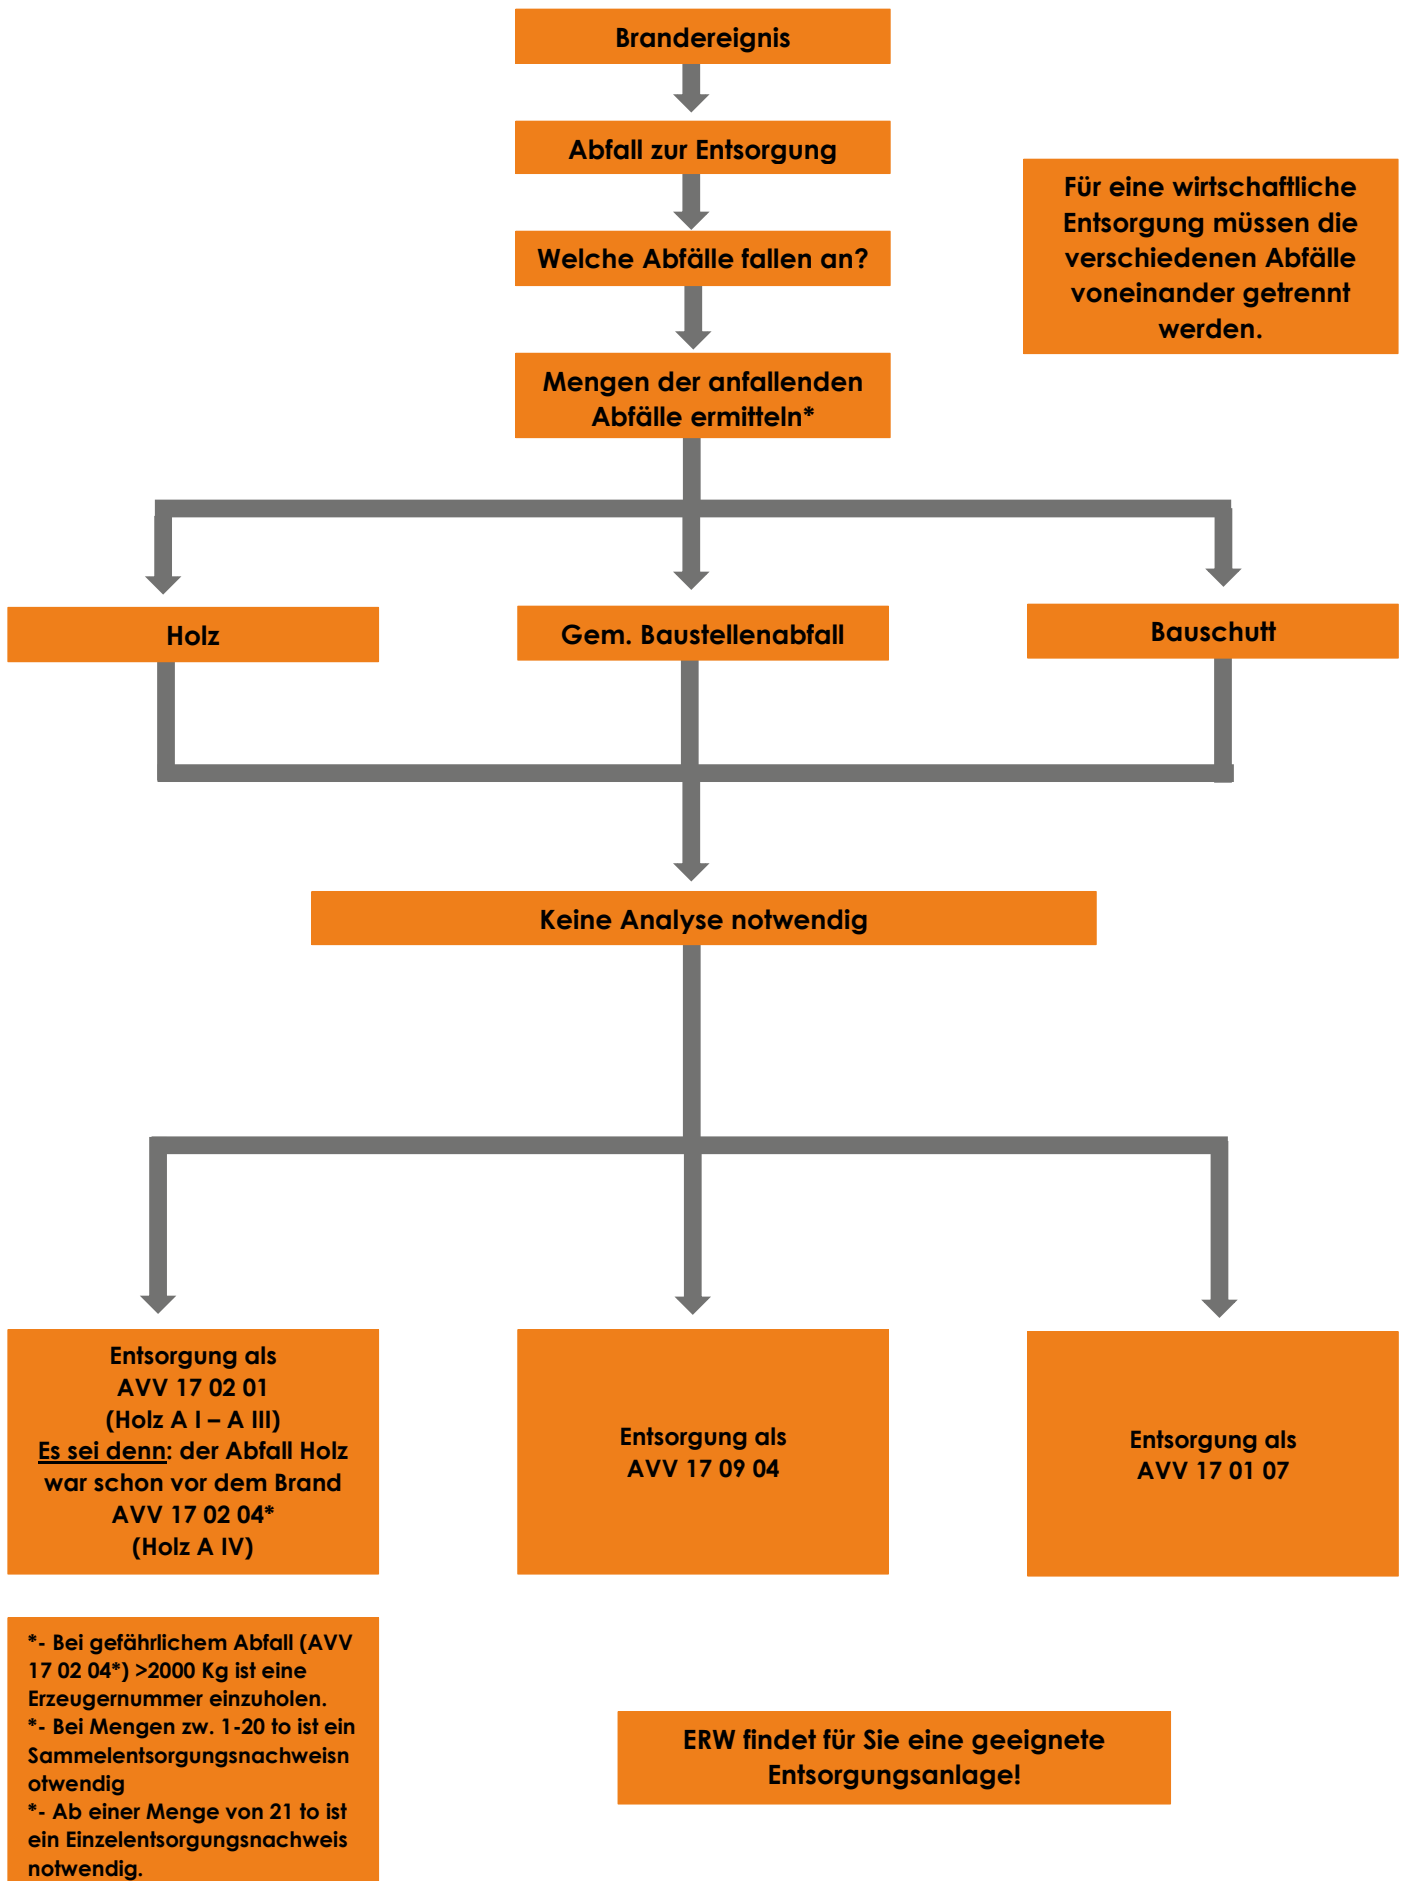 Brandereignis
Abfall zur Entsorgung
Für eine wirtschaftliche
Entsorgung müssen die
verschiedenen Abfälle
voneinander getrennt
werden.
Welche Abfälle fallen an?
Mengen der anfallenden
Abfälle ermitteln*
Holz
Gem. Baustellenabfall
Bauschutt
Keine Analyse notwendig
Entsorgung als
AVV 17 02 01
(Holz A I – A III)
Es sei denn: der Abfall Holz
war schon vor dem Brand
AVV 17 02 04*
(Holz A IV)
Entsorgung als
AVV 17 09 04
Entsorgung als
AVV 17 01 07
*- Bei gefährlichem Abfall (AVV
17 02 04*) >2000 Kg ist eine
Erzeugernummer einzuholen.
*- Bei Mengen zw. 1-20 to ist ein
Sammelentsorgungsnachweisn
otwendig
*- Ab einer Menge von 21 to ist
ein Einzelentsorgungsnachweis
notwendig.
ERW findet für Sie eine geeignete
Entsorgungsanlage!